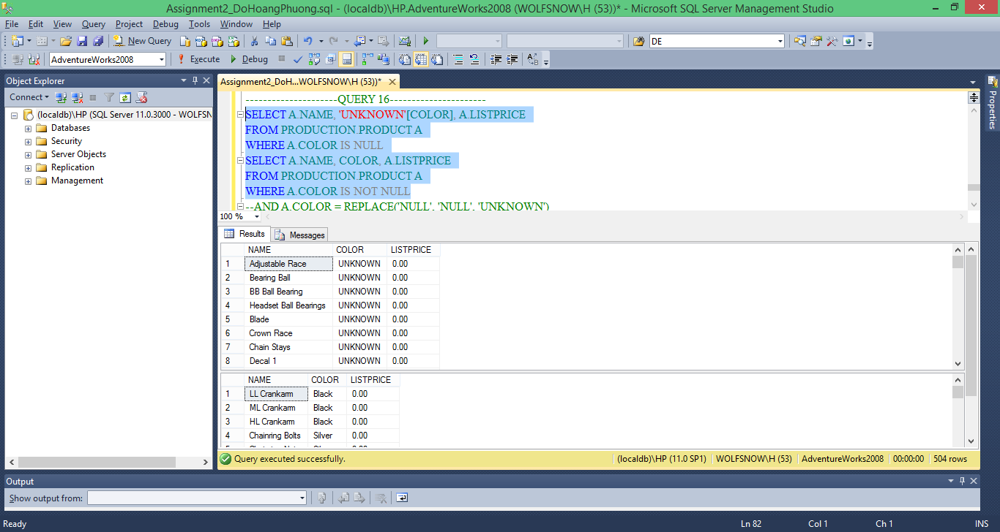 Assignment2_DoHoangPhuong.sql - (localdb)\HP.AdventureWorks2008 (WOLFSNOW\H (53))* - Microsoft SQL Server Management Studio
File Edit View Query Project Debug Tools Window Help
New Query DE
AdventureWorks2008 Execute Debug
Object Explorer
Connect
(localdb)\HP (SQL Server 11.0.3000 - WOLFSN
Databases
Security
Server Objects
Replication
Management
Assignment2_DoH...WOLFSNOW\H (53))*
---------------------QUERY 16----------------------
SELECT A.NAME, 'UNKNOWN'[COLOR], A.LISTPRICE
FROM PRODUCTION.PRODUCT A
WHERE A.COLOR IS NULL
SELECT A.NAME, COLOR, A.LISTPRICE
FROM PRODUCTION.PRODUCT A
WHERE A.COLOR IS NOT NULL
--AND A.COLOR = REPLACE('NULL', 'NULL', 'UNKNOWN')
100 %
Results Messages
NAME COLOR LISTPRICE
1 Adjustable Race UNKNOWN 0.00
2 Bearing Ball UNKNOWN 0.00
3 BB Ball Bearing UNKNOWN 0.00
4 Headset Ball Bearings UNKNOWN 0.00
5 Blade UNKNOWN 0.00
6 Crown Race UNKNOWN 0.00
7 Chain Stays UNKNOWN 0.00
8 Decal 1 UNKNOWN 0.00
NAME COLOR LISTPRICE
1 LL Crankarm Black 0.00
2 ML Crankarm Black 0.00
3 HL Crankarm Black 0.00
4 Chainring Bolts Silver 0.00
Query executed successfully. (localdb)\HP (11.0 SP1) WOLFSNOW\H (53) AdventureWorks2008 00:00:00 504 rows
Properties
Output
Show output from:
Ready Ln 82 Col 1 Ch 1 INS